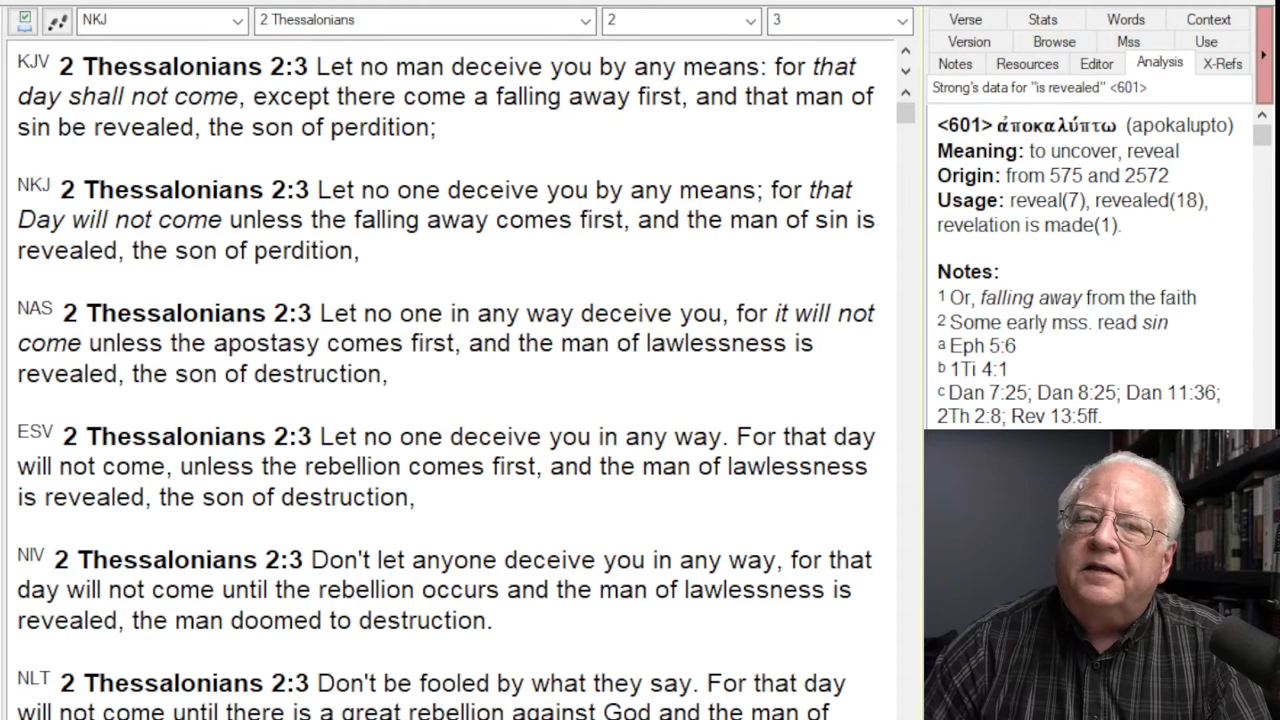 NKJ
2 Thessalonians
2
3
KJV 2 Thessalonians 2:3 Let no man deceive you by any means: for that
day shall not come, except there come a falling away first, and that man of
sin be revealed, the son of perdition;
NKJ 2 Thessalonians 2:3 Let no one deceive you by any means; for that
Day will not come unless the falling away comes first, and the man of sin is
revealed, the son of perdition,
NAS 2 Thessalonians 2:3 Let no one in any way deceive you, for it will not
come unless the apostasy comes first, and the man of lawlessness is
revealed, the son of destruction,
ESV 2 Thessalonians 2:3 Let no one deceive you in any way. For that day
will not come, unless the rebellion comes first, and the man of lawlessness
is revealed, the son of destruction,
NIV 2 Thessalonians 2:3 Don't let anyone deceive you in any way, for that
day will not come until the rebellion occurs and the man of lawlessness is
revealed, the man doomed to destruction.
NLT 2 Thessalonians 2:3 Don't be fooled by what they say. For that day
will not come until there is a great rebellion against God and the man of
Verse Stats Words Context
Version Browse Mss Use
Notes Resources Editor Analysis X-Refs
Strong's data for "is revealed" <601>
<601> ἀποκαλύπτω (apokalupto)
Meaning: to uncover, reveal
Origin: from 575 and 2572
Usage: reveal(7), revealed(18),
revelation is made(1).
Notes:
1 Or, falling away from the faith
2 Some early mss. read sin
a Eph 5:6
b 1Ti 4:1
c Dan 7:25; Dan 8:25; Dan 11:36;
2Th 2:8; Rev 13:5ff.